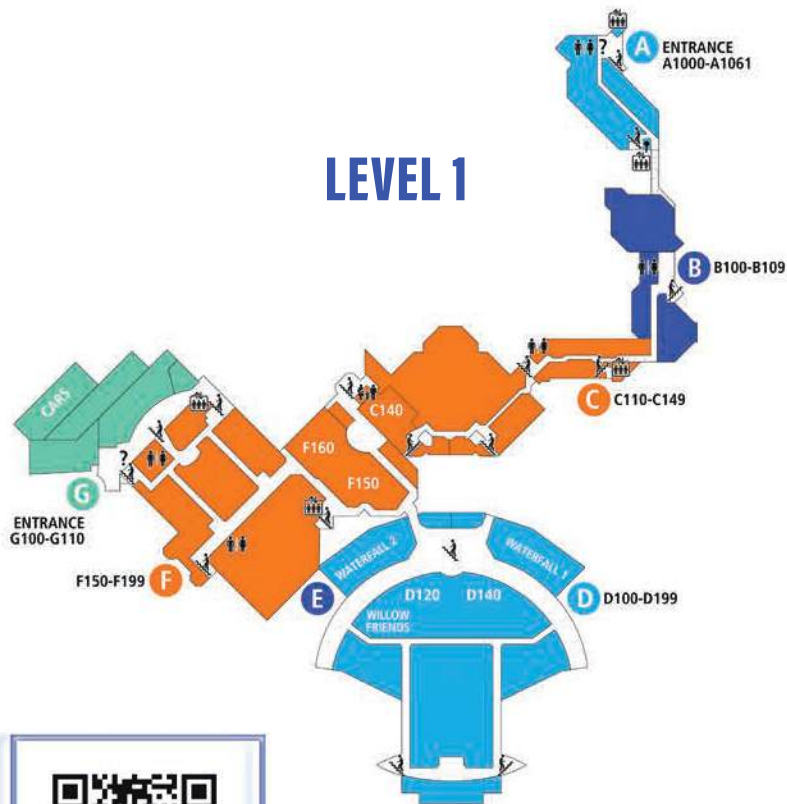 A
ENTRANCE
A1000-A1061
?
LEVEL 1
B
B100-B109
C
C110-C149
C140
CARS
F160
F150
?
G
ENTRANCE
G100-G110
F150-F199
F
WATERFALL 2
WATERFALL 1
E
D120
D140
D
D100-D199
WILLOW
FRIENDS